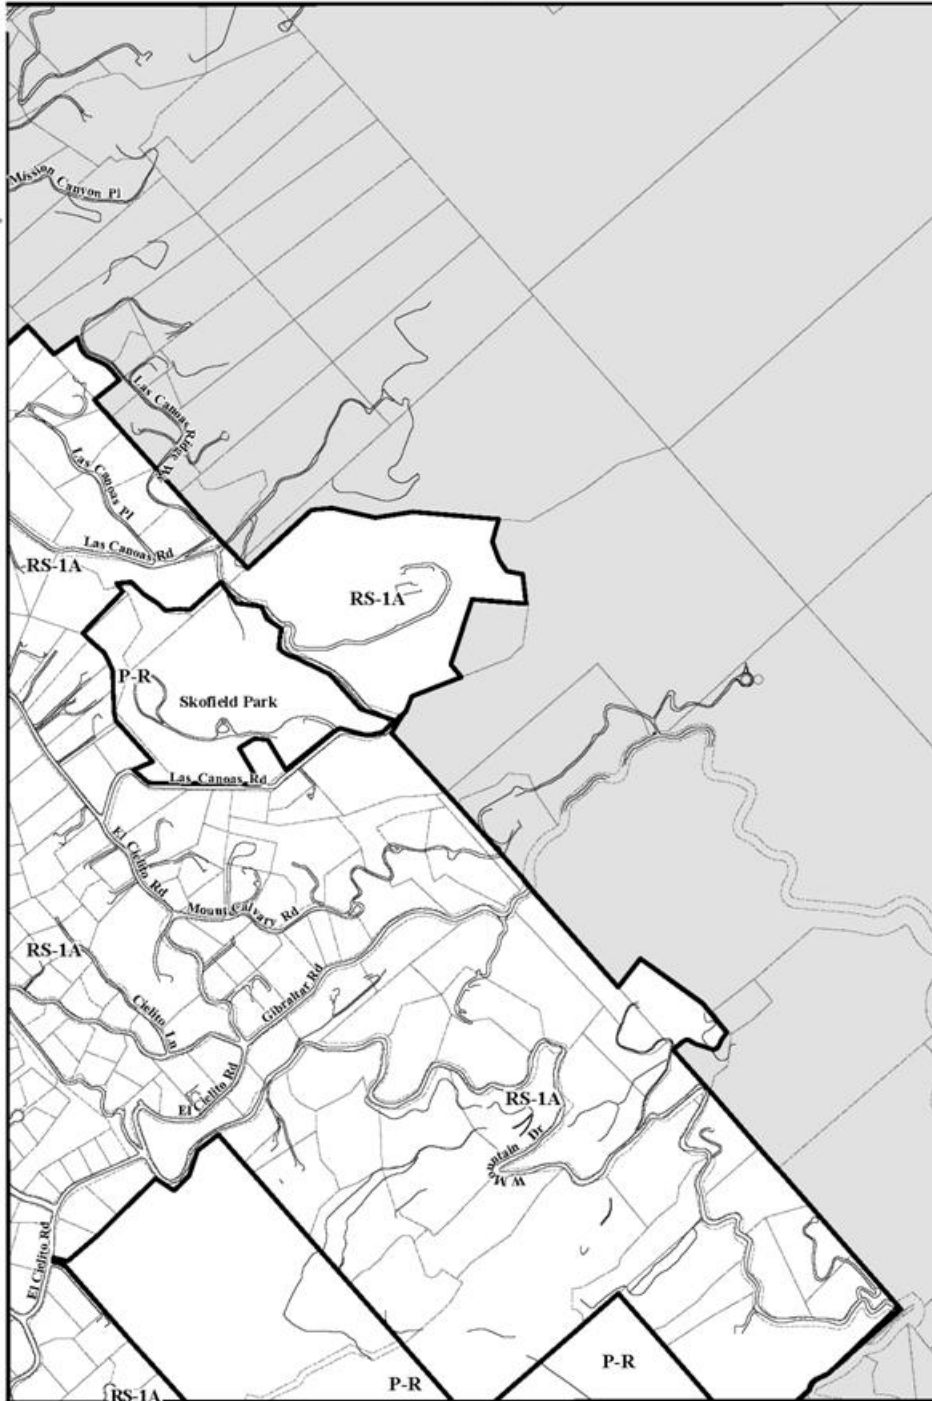 Mission Canyon Pl
Las Canoas Ridge Wy
Las Canoas Pl
Las Canoas Rd
RS-1A
RS-1A
P-R
Skofield Park
Las Canoas Rd
El Cielito Rd
Mount Calvary Rd
RS-1A
Gibraltar Rd
Cielito Ln
El Cielito Rd
RS-1A
W Mountain Dr
El Cielito Rd
P-R
P-R
RS-1A